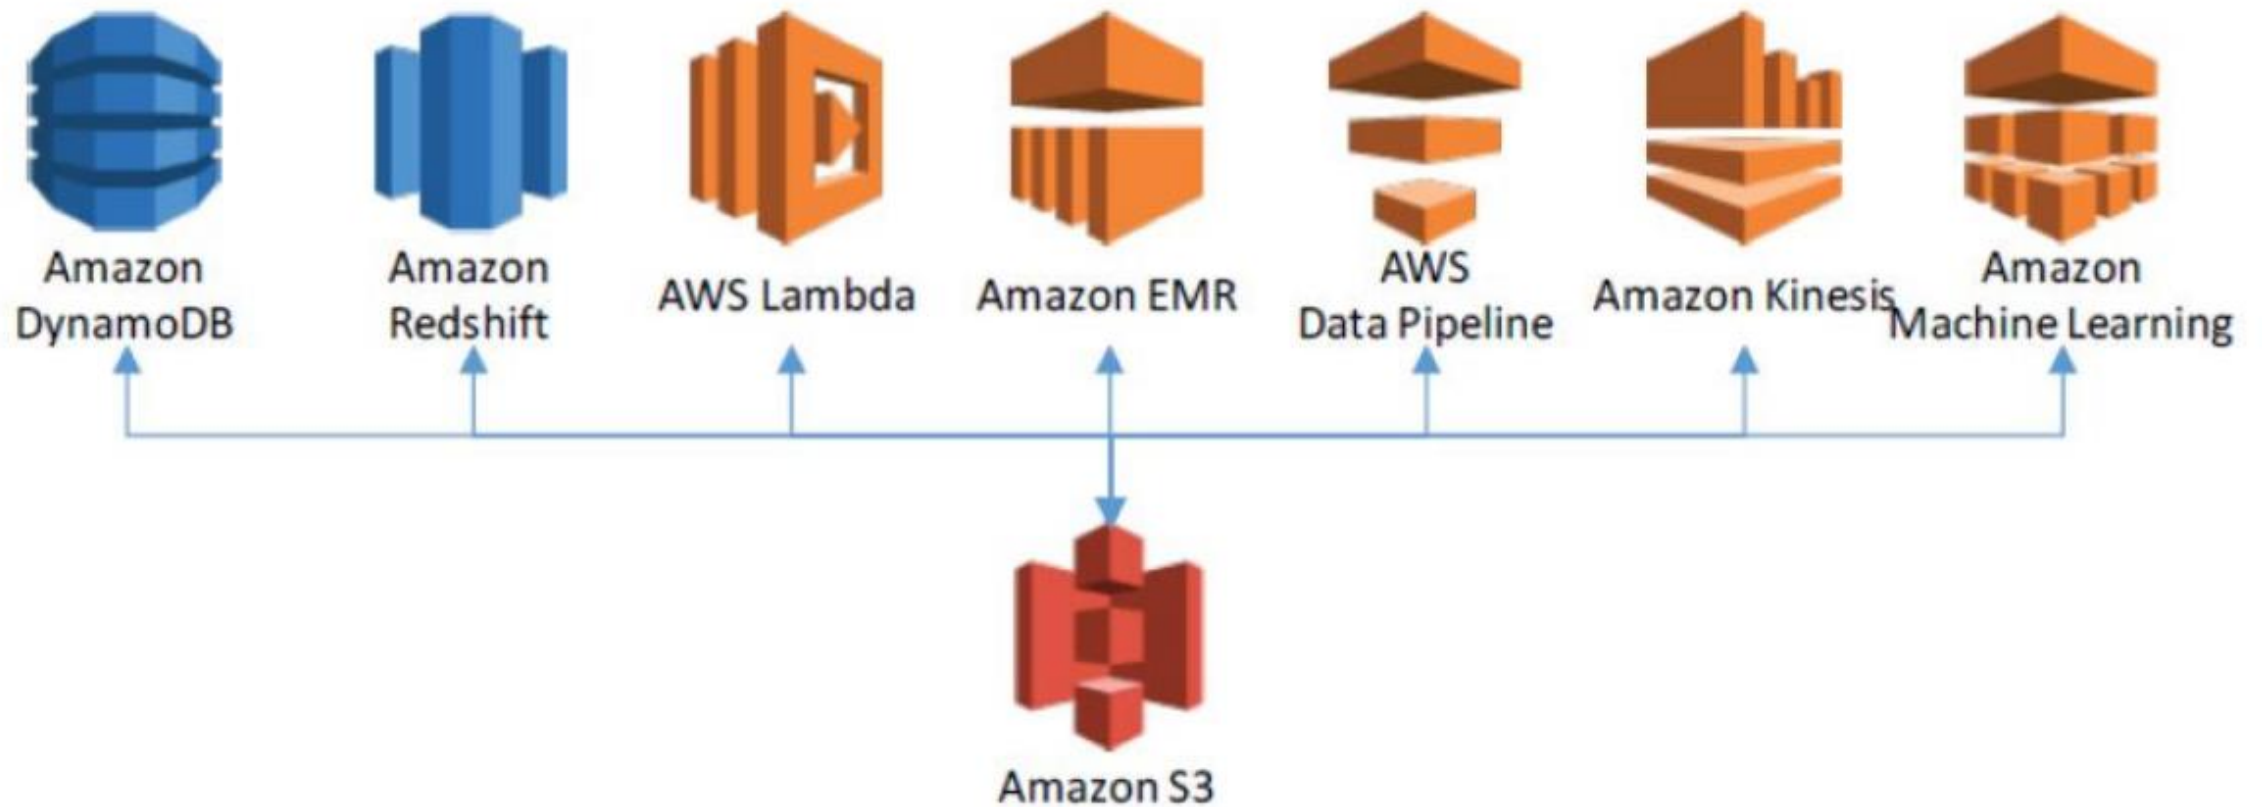 Amazon
DynamoDB
Amazon
Redshift
AWS Lambda
Amazon EMR
AWS
Data Pipeline
Amazon Kinesis
Amazon
Machine Learning
Amazon S3